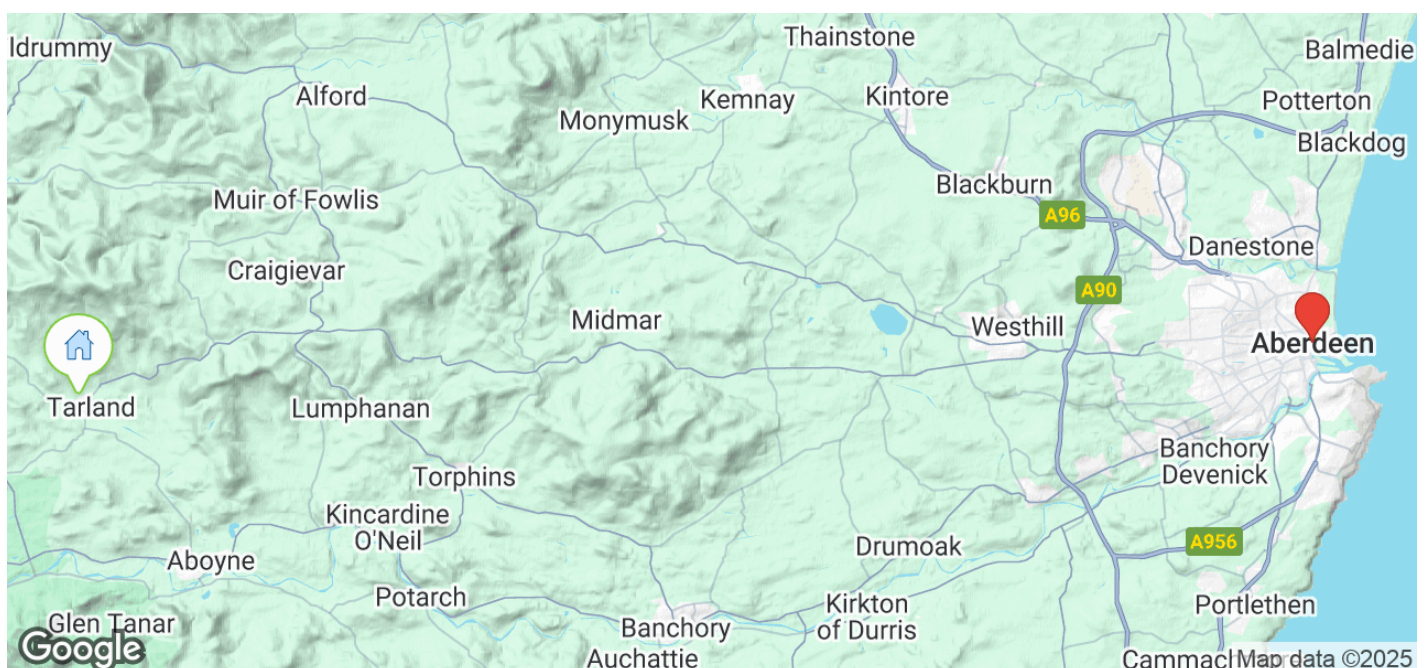 ldrummy
Thainstone
Balmedie
Alford
Kemnay
Kintore
Potterton
Monymusk
Blackdog
Muir of Fowlis
Blackburn
A96
Danestone
Craigievar
A90
Midmar
Westhill
Aberdeen
Tarland
Lumphanan
Torphins
Banchory
Devenick
Kincardine
O'Neil
Aboyne
Drumoak
A956
Potarch
Kirkton
of Durris
Portlethen
Glen Tanar
Banchory
Auchattie
Google
Cammach
Map data ©2025